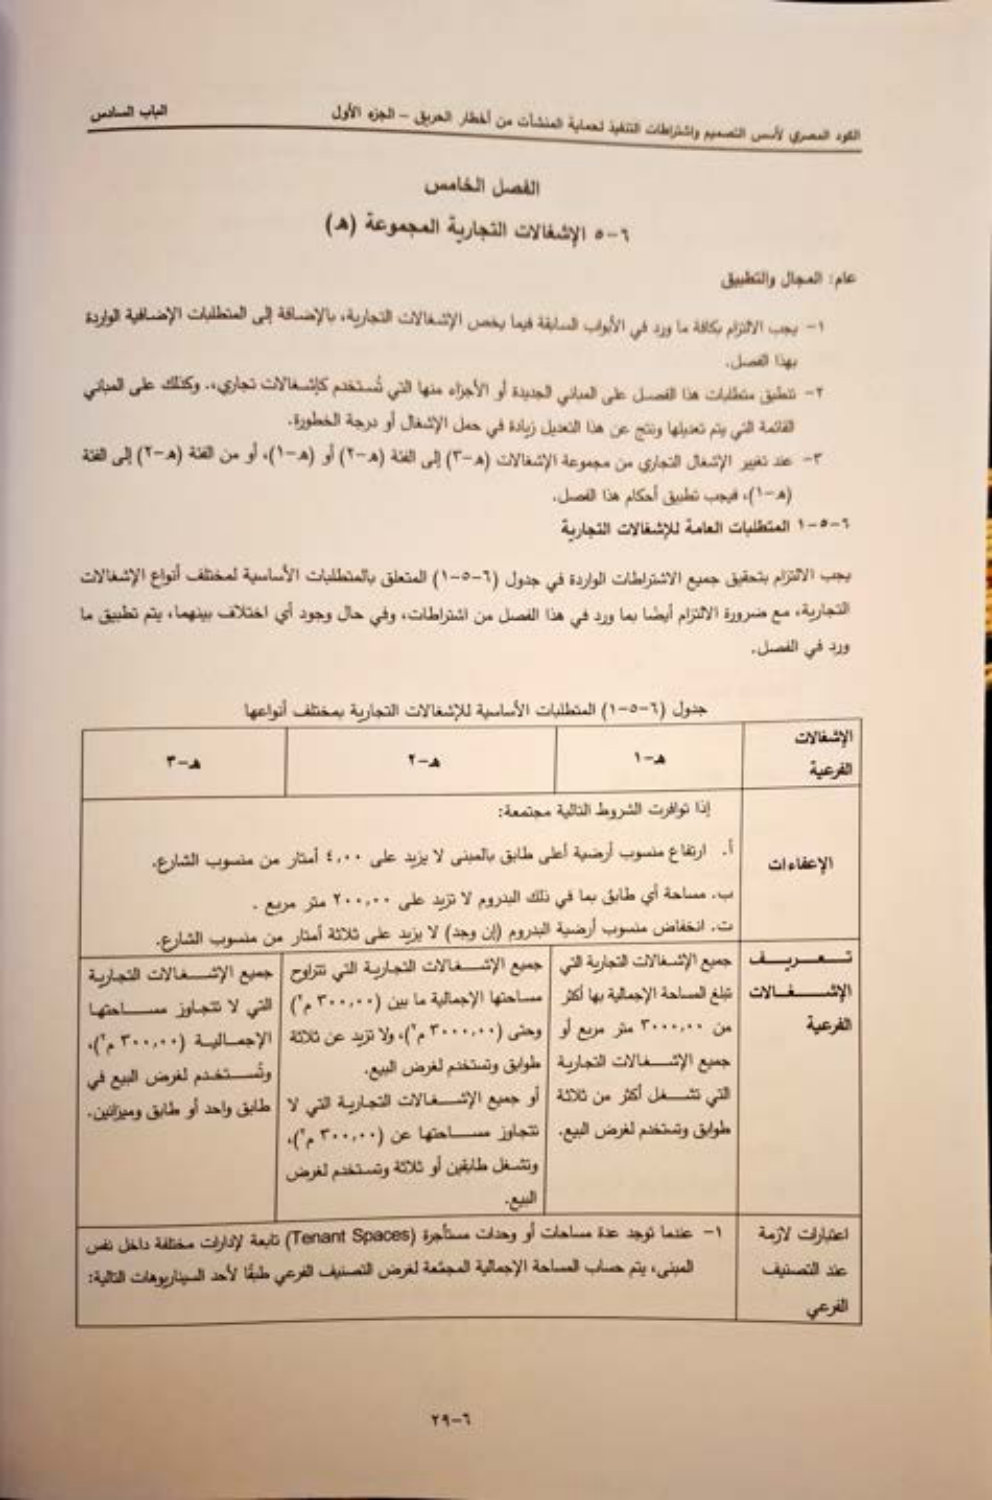 الكود المصري لأسس التصميم واشتراطات التنفيذ لحماية المنشآت من أخطار الحريق – الجزء الأول
الباب السادس
الفصل الخامس
٦-٥ الإشغالات التجارية المجموعة (هـ)
عام: المجال والتطبيق
١- يجب الالتزام بكافة ما ورد في الأبواب السابقة فيما يخص الإشغالات التجارية، بالإضافة إلى المتطلبات الإضافية الواردة
بهذا الفصل.
٢- تنطبق متطلبات هذا الفصل على المباني الجديدة أو الأجزاء منها التي تُستخدم كإشغالات تجاري،. وكذلك على المباني
القائمة التي يتم تعديلها ونتج عن هذا التعديل زيادة في حمل الإشغال أو درجة الخطورة.
٣- عند تغيير الإشغال التجاري من مجموعة الإشغالات (هـ-٣) إلى الفئة (هـ-٢) أو (هـ-١)، أو من الفئة (هـ-٢) إلى الفئة
(هـ-١)، فيجب تطبيق أحكام هذا الفصل.
٦-٥-١ المتطلبات العامة للإشغالات التجارية
يجب الالتزام بتحقيق جميع الاشتراطات الواردة في جدول (٦-٥-١) المتعلق بالمتطلبات الأساسية لمختلف أنواع الإشغالات
التجارية، مع ضرورة الالتزام أيضًا بما ورد في هذا الفصل من اشتراطات، وفي حال وجود أي اختلاف بينهما، يتم تطبيق ما
ورد في الفصل.
جدول (٦-٥-١) المتطلبات الأساسية للإشغالات التجارية بمختلف أنواعها
الإشغالات
الفرعية
هـ-١
هـ-٢
هـ-٣
الإعفاءات
إذا توافرت الشروط التالية مجتمعة:
أ. ارتفاع منسوب أرضية أعلى طابق بالمبنى لا يزيد على ٤,٠٠ أمتار من منسوب الشارع.
ب. مساحة أي طابق بما في ذلك البدروم لا تزيد على ٢٠٠,٠٠ متر مربع .
ت. انخفاض منسوب أرضية البدروم (إن وجد) لا يزيد على ثلاثة أمتار من منسوب الشارع.
تعريف
الإشغالات
الفرعية
جميع الإشغالات التجارية التي
تبلغ المساحة الإجمالية بها أكثر
من ٣٠٠٠,٠٠ متر مربع أو
جميع الإشغالات التجارية
التي تشغل أكثر من ثلاثة
طوابق وتستخدم لغرض البيع.
جميع الإشغالات التجارية التي تتراوح
مساحتها الإجمالية ما بين (٣٠٠,٠٠ م٢)
وحتى (٣٠٠٠,٠٠ م٢)، ولا تزيد عن ثلاثة
طوابق وتستخدم لغرض البيع.
أو جميع الإشغالات التجارية التي لا
تتجاوز مساحتها عن (٣٠٠,٠٠ م٢)،
وتشغل طابقين أو ثلاثة وتستخدم لغرض
البيع.
جميع الإشغالات التجارية
التي لا تتجاوز مساحتها
الإجمالية (٣٠٠,٠٠ م٢)،
وتُستخدم لغرض البيع في
طابق واحد أو طابق وميزانين.
اعتبارات لازمة
عند التصنيف
الفرعي
١- عندما توجد عدة مساحات أو وحدات مستأجرة (Tenant Spaces) تابعة لإدارات مختلفة داخل نفس
المبنى، يتم حساب المساحة الإجمالية المجمّعة لغرض التصنيف الفرعي طبقًا لأحد السيناريوهات التالية:
٦-٢٩